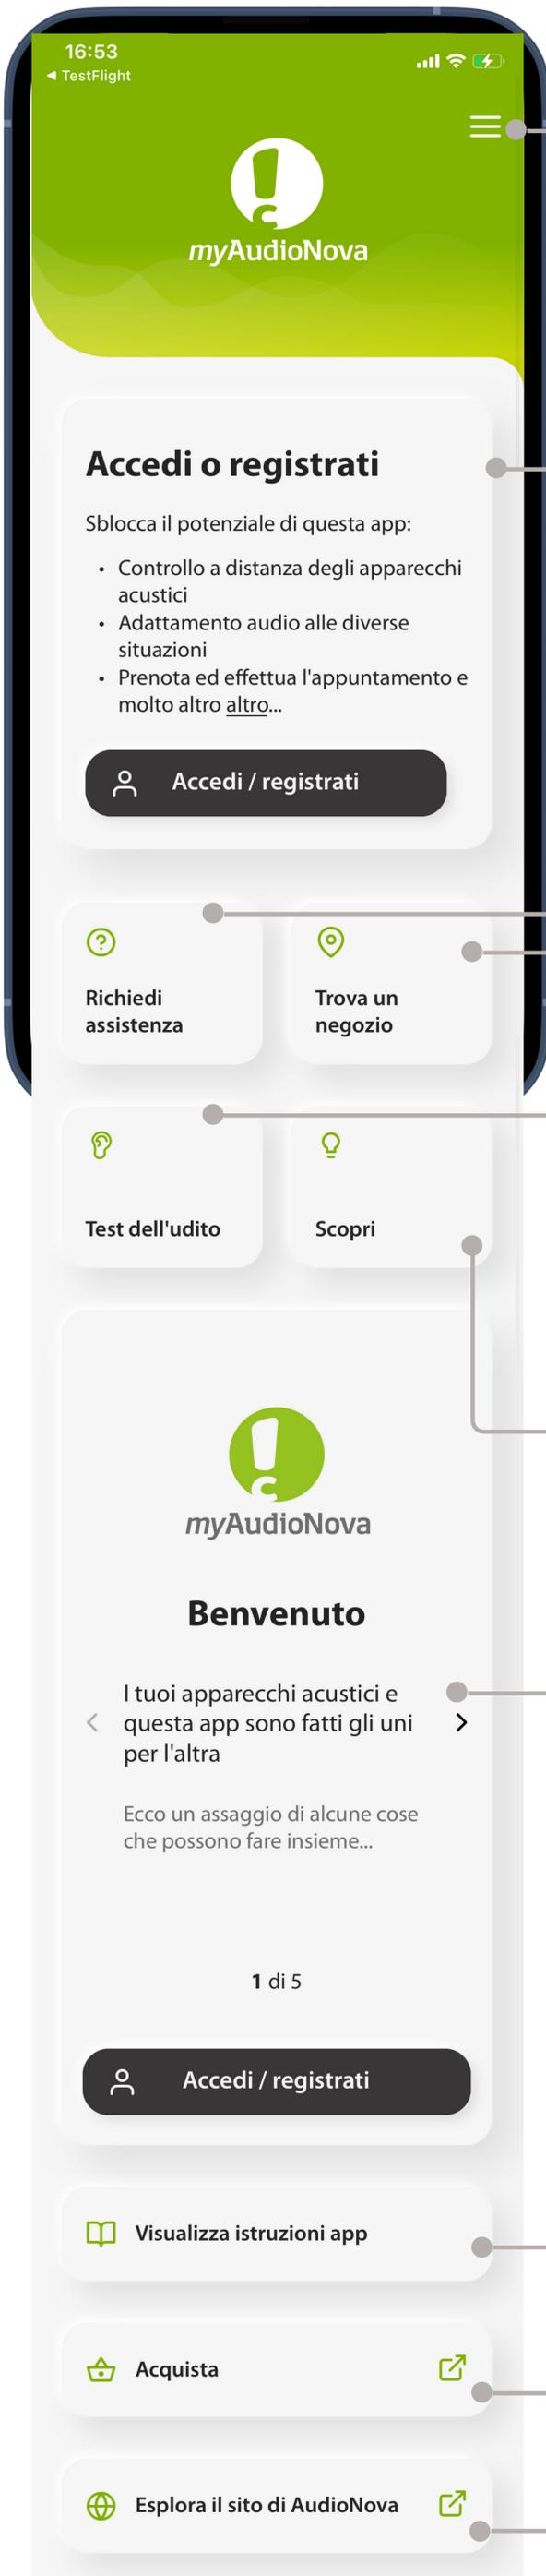 16:53
◀ TestFlight
myAudioNova
Accedi o registrati
Sblocca il potenziale di questa app:
• Controllo a distanza degli apparecchi
acustici
• Adattamento audio alle diverse
situazioni
• Prenota ed effettua l'appuntamento e
molto altro altro...
Accedi / registrati
Richiedi
assistenza
Trova un
negozio
Test dell'udito
Scopri
myAudioNova
Benvenuto
I tuoi apparecchi acustici e
questa app sono fatti gli uni
per l'altra
Ecco un assaggio di alcune cose
che possono fare insieme...
1 di 5
Accedi / registrati
Visualizza istruzioni app
Acquista
Esplora il sito di AudioNova